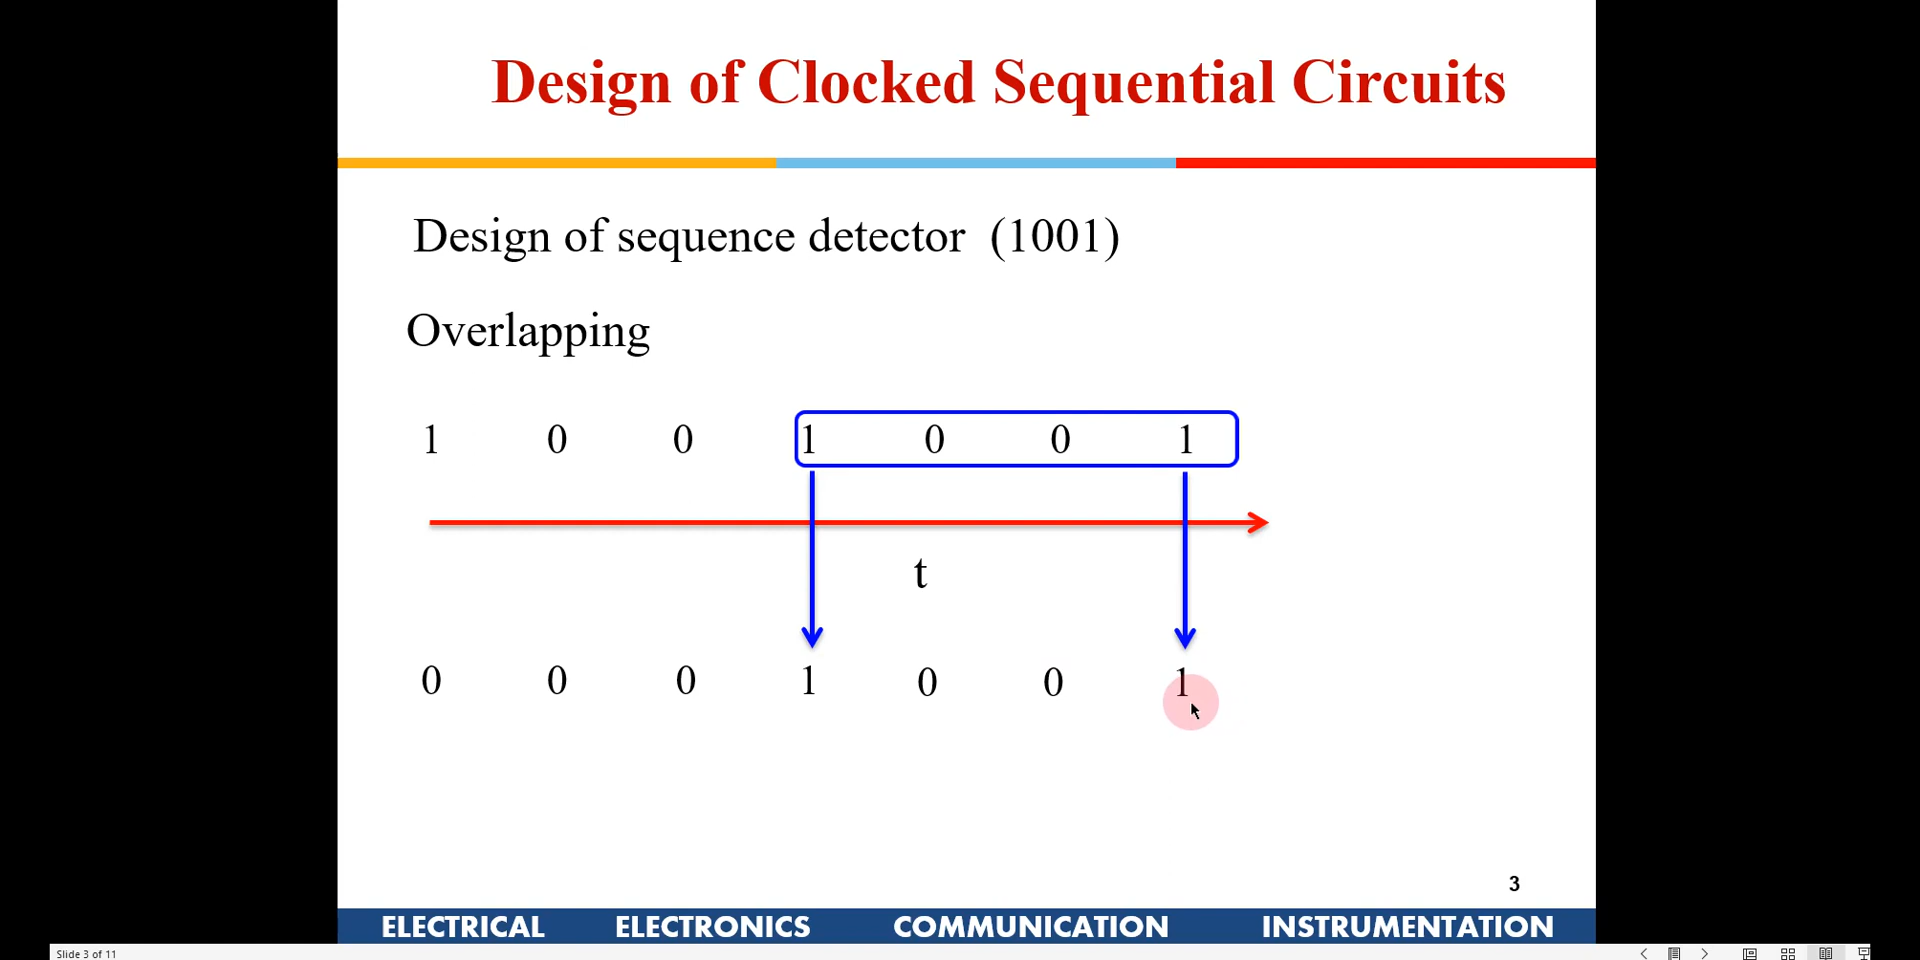 Design of Clocked Sequential Circuits
Design of sequence detector (1001)
Overlapping
1 0 0 1 0 0 1
t
0 0 0 1 0 0 1
3
ELECTRICAL ELECTRONICS COMMUNICATION INSTRUMENTATION
Slide 3 of 11